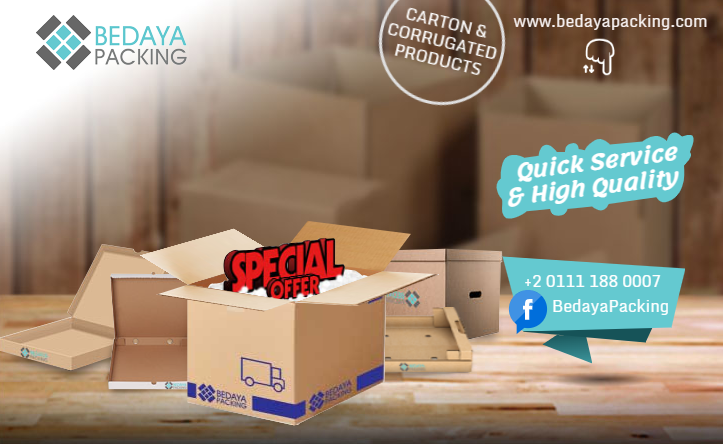 BEDAYA
PACKING
CARTON &
CORRUGATED
PRODUCTS
www.bedayapacking.com
Quick Service
& High Quality
SPECIAL
OFFER
+2 0111 188 0007
f BedayaPacking
BEDAYA
PACKING
BEDAYA
PACKING